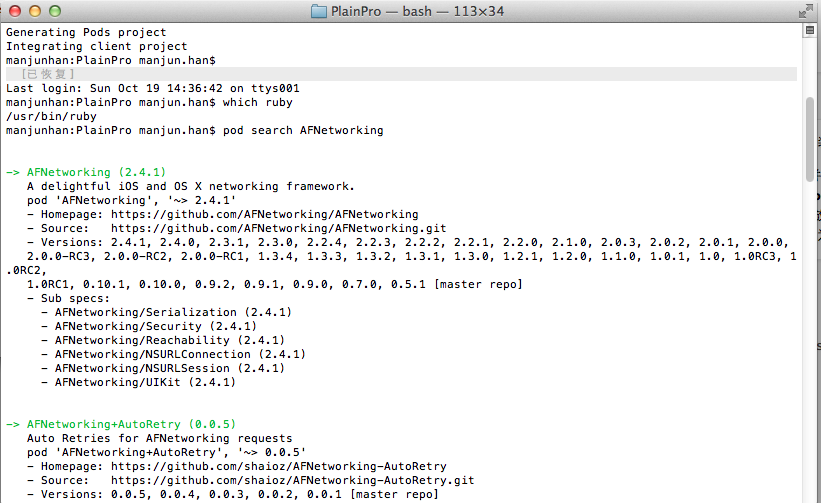 PlainPro — bash — 113×34
Generating Pods project
Integrating client project
manjunhan:PlainPro manjun.han$
[已恢复]
Last login: Sun Oct 19 14:36:42 on ttys001
manjunhan:PlainPro manjun.han$ which ruby
/usr/bin/ruby
manjunhan:PlainPro manjun.han$ pod search AFNetworking
-> AFNetworking (2.4.1)
A delightful iOS and OS X networking framework.
pod 'AFNetworking', '~> 2.4.1'
- Homepage: https://github.com/AFNetworking/AFNetworking
- Source:   https://github.com/AFNetworking/AFNetworking.git
- Versions: 2.4.1, 2.4.0, 2.3.1, 2.3.0, 2.2.4, 2.2.3, 2.2.2, 2.2.1, 2.2.0, 2.1.0, 2.0.3, 2.0.2, 2.0.1, 2.0.0,
2.0.0-RC3, 2.0.0-RC2, 2.0.0-RC1, 1.3.4, 1.3.3, 1.3.2, 1.3.1, 1.3.0, 1.2.1, 1.2.0, 1.1.0, 1.0.1, 1.0, 1.0RC3, 1
.0RC2,
1.0RC1, 0.10.1, 0.10.0, 0.9.2, 0.9.1, 0.9.0, 0.7.0, 0.5.1 [master repo]
- Sub specs:
- AFNetworking/Serialization (2.4.1)
- AFNetworking/Security (2.4.1)
- AFNetworking/Reachability (2.4.1)
- AFNetworking/NSURLConnection (2.4.1)
- AFNetworking/NSURLSession (2.4.1)
- AFNetworking/UIKit (2.4.1)
-> AFNetworking+AutoRetry (0.0.5)
Auto Retries for AFNetworking requests
pod 'AFNetworking+AutoRetry', '~> 0.0.5'
- Homepage: https://github.com/shaioz/AFNetworking-AutoRetry
- Source:   https://github.com/shaioz/AFNetworking-AutoRetry.git
- Versions: 0.0.5, 0.0.4, 0.0.3, 0.0.2, 0.0.1 [master repo]